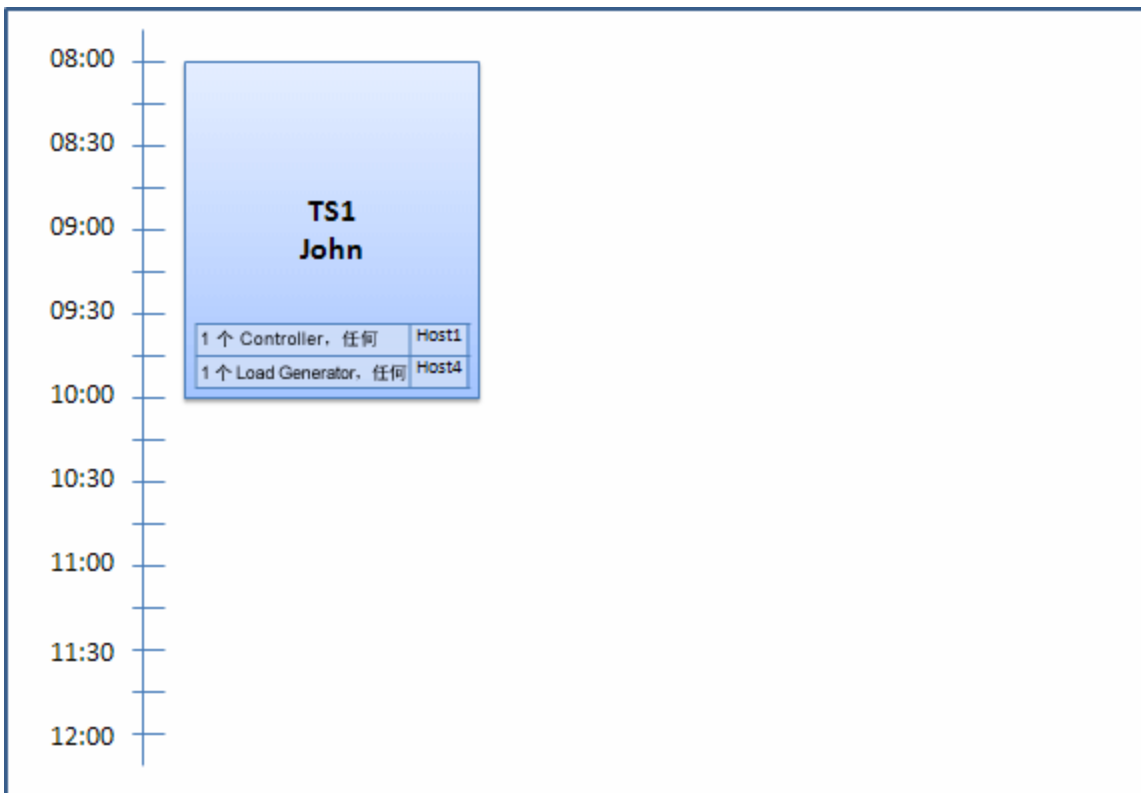 08:00
08:30
09:00
09:30
10:00
10:30
11:00
11:30
12:00
TS1
John
1 个 Controller，任何 Host1
1 个 Load Generator，任何 Host4